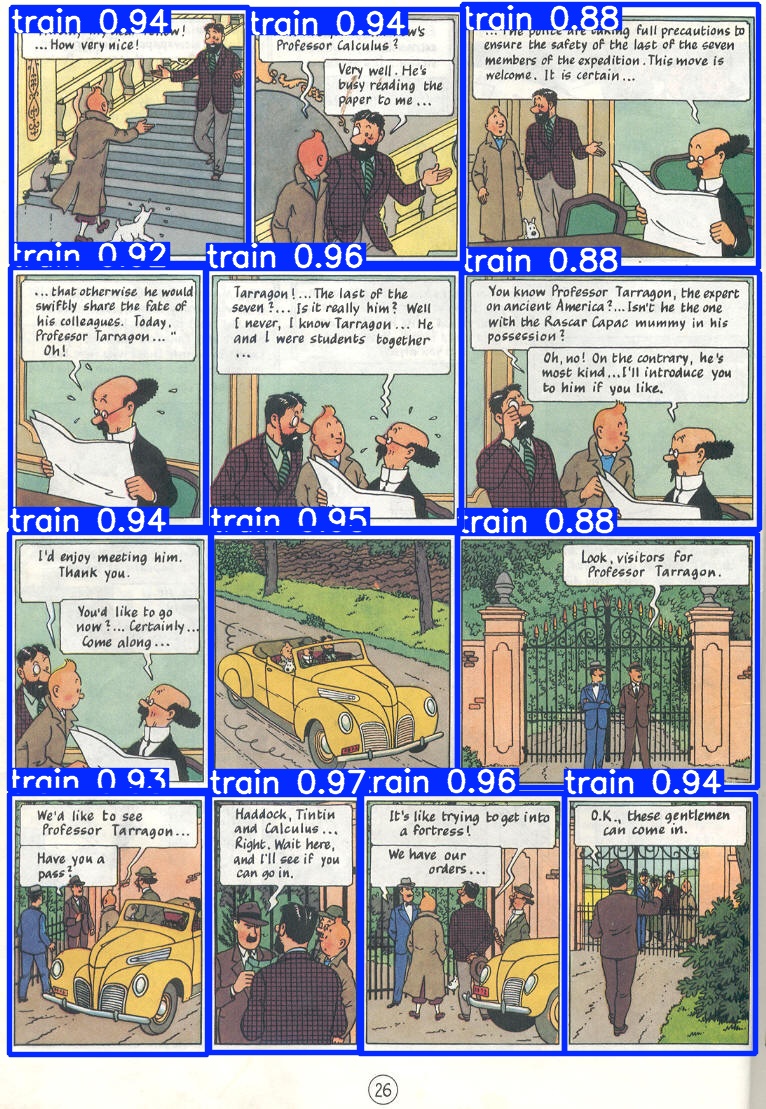 train 0.94
...How very nice!
train 0.94
Professor Calculus?
Very well. He's
busy reading the
paper to me...
train 0.88
...The police are taking full precautions to
ensure the safety of the last of the seven
members of the expedition. This move is
welcome. It is certain...
train 0.92
...that otherwise he would
swiftly share the fate of
his colleagues. Today,
Professor Tarragon..."
Oh!
train 0.96
Tarragon!...The last of the
seven?... Is it really him? Well
I never, I know Tarragon... He
and I were students together
...
train 0.88
You know Professor Tarragon, the expert
on ancient America?...Isn't he the one
with the Rascar Capac mummy in his
possession?
Oh, no! On the contrary, he's
most kind...I'll introduce you
to him if you like.
train 0.94
I'd enjoy meeting him.
Thank you.
You'd like to go
now?... Certainly...
Come along...
train 0.95
train 0.88
Look, visitors for
Professor Tarragon.
train 0.93
We'd like to see
Professor Tarragon...
Have you a
pass?
train 0.97
Haddock, Tintin
and Calculus...
Right. Wait here,
and I'll see if you
can go in.
train 0.96
It's like trying to get into
a fortress!
We have our
orders...
train 0.94
O.K., these gentlemen
can come in.
26